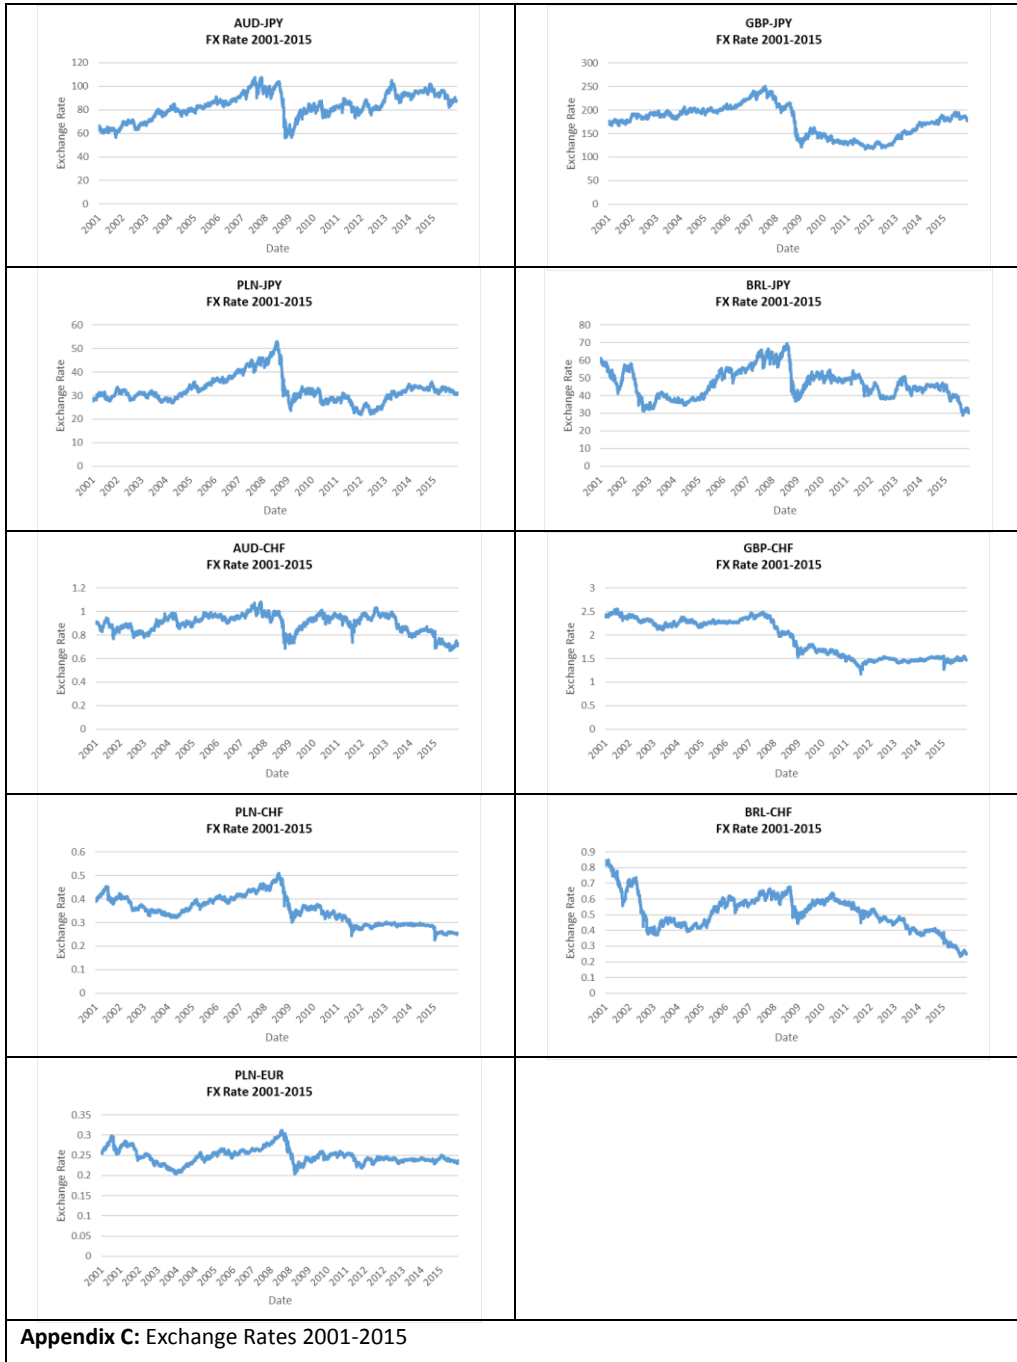 AUD-JPY
FX Rate 2001-2015
120
100
80
60
40
20
0
Exchange Rate
2001 2002 2003 2004 2005 2006 2007 2008 2009 2010 2011 2012 2013 2014 2015
Date
GBP-JPY
FX Rate 2001-2015
300
250
200
150
100
50
0
Exchange Rate
2001 2002 2003 2004 2005 2006 2007 2008 2009 2010 2011 2012 2013 2014 2015
Date
PLN-JPY
FX Rate 2001-2015
60
50
40
30
20
10
0
Exchange Rate
2001 2002 2003 2004 2005 2006 2007 2008 2009 2010 2011 2012 2013 2014 2015
Date
BRL-JPY
FX Rate 2001-2015
80
70
60
50
40
30
20
10
0
Exchange Rate
2001 2002 2003 2004 2005 2006 2007 2008 2009 2010 2011 2012 2013 2014 2015
Date
AUD-CHF
FX Rate 2001-2015
1.2
1
0.8
0.6
0.4
0.2
0
Exchange Rate
2001 2002 2003 2004 2005 2006 2007 2008 2009 2010 2011 2012 2013 2014 2015
Date
GBP-CHF
FX Rate 2001-2015
3
2.5
2
1.5
1
0.5
0
Exchange Rate
2001 2002 2003 2004 2005 2006 2007 2008 2009 2010 2011 2012 2013 2014 2015
Date
PLN-CHF
FX Rate 2001-2015
0.6
0.5
0.4
0.3
0.2
0.1
0
Exchange Rate
2001 2002 2003 2004 2005 2006 2007 2008 2009 2010 2011 2012 2013 2014 2015
Date
BRL-CHF
FX Rate 2001-2015
0.9
0.8
0.7
0.6
0.5
0.4
0.3
0.2
0.1
0
Exchange Rate
2001 2002 2003 2004 2005 2006 2007 2008 2009 2010 2011 2012 2013 2014 2015
Date
PLN-EUR
FX Rate 2001-2015
0.35
0.3
0.25
0.2
0.15
0.1
0.05
0
Exchange Rate
2001 2001 2002 2003 2004 2005 2006 2007 2008 2008 2009 2010 2011 2012 2013 2014 2015 2015
Date
Appendix C: Exchange Rates 2001-2015